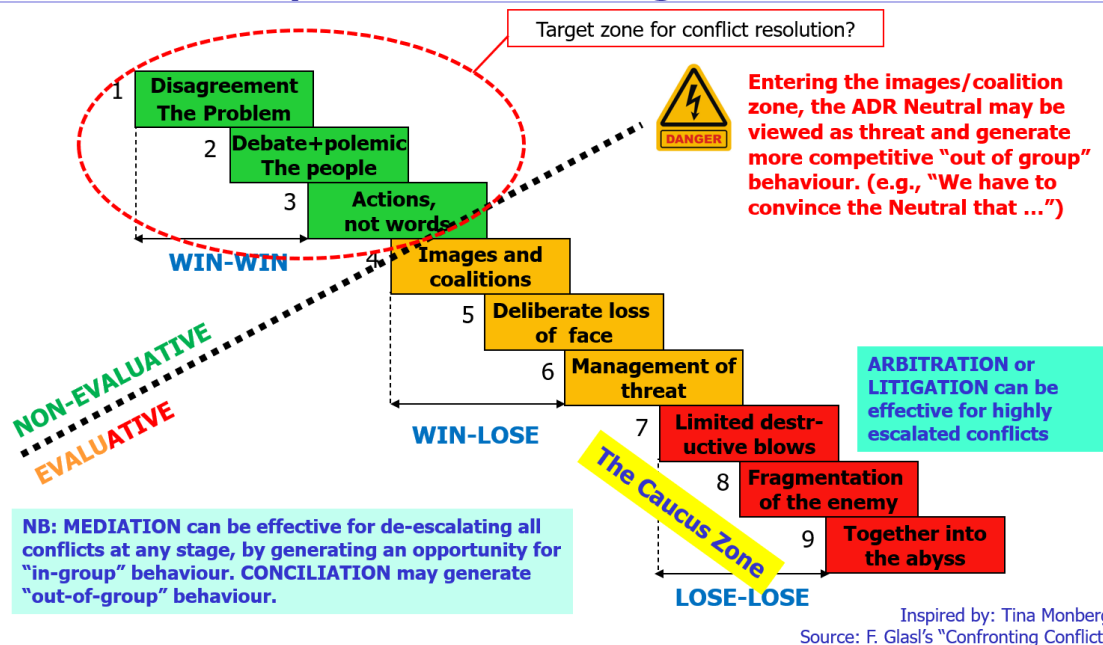 Target zone for conflict resolution?
1
Disagreement
The Problem
2
Debate+polemic
The people
3
Actions,
not words
WIN-WIN
DANGER
Entering the images/coalition
zone, the ADR Neutral may be
viewed as threat and generate
more competitive “out of group”
behaviour. (e.g., “We have to
convince the Neutral that ...”)
4
Images and
coalitions
5
Deliberate loss
of face
6
Management of
threat
WIN-LOSE
NON-EVALUATIVE
EVALUATIVE
ARBITRATION or
LITIGATION can be
effective for highly
escalated conflicts
7
Limited destr-
uctive blows
8
Fragmentation
of the enemy
9
Together into
the abyss
The Caucus Zone
LOSE-LOSE
NB: MEDIATION can be effective for de-escalating all
conflicts at any stage, by generating an opportunity for
“in-group” behaviour. CONCILIATION may generate
“out-of-group” behaviour.
Inspired by: Tina Monberg
Source: F. Glasl’s “Confronting Conflict